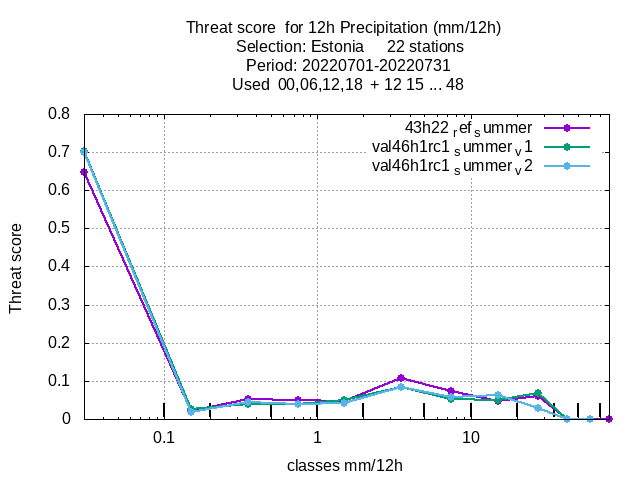 Threat score  for 12h Precipitation (mm/12h)
Selection: Estonia     22 stations
Period: 20220701-20220731
Used  00,06,12,18  + 12 15 ... 48
0.8
0.7
0.6
0.5
0.4
0.3
0.2
0.1
0
Threat score
43h22 ref summer
val46h1rc1 summer v1
val46h1rc1 summer v2
0.1
1
10
classes mm/12h